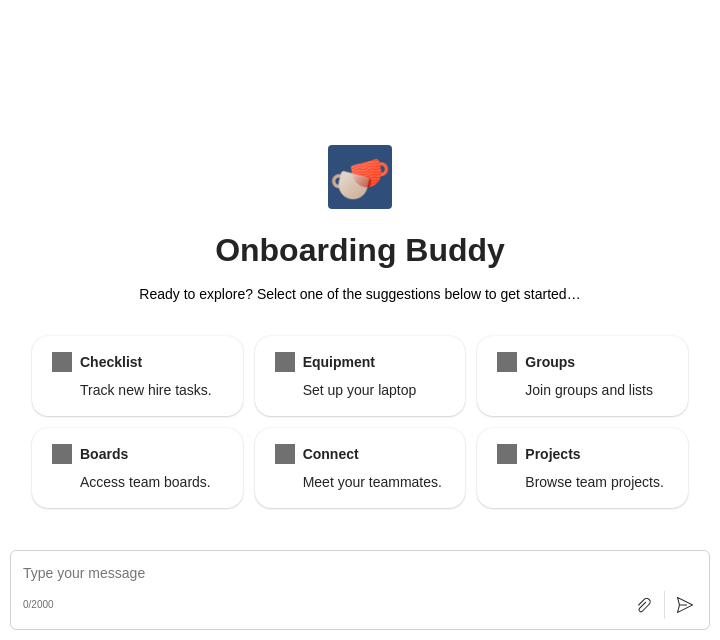 Onboarding Buddy
Ready to explore? Select one of the suggestions below to get started…
Checklist
Track new hire tasks.
Equipment
Set up your laptop
Groups
Join groups and lists
Boards
Access team boards.
Connect
Meet your teammates.
Projects
Browse team projects.
Type your message
0/2000